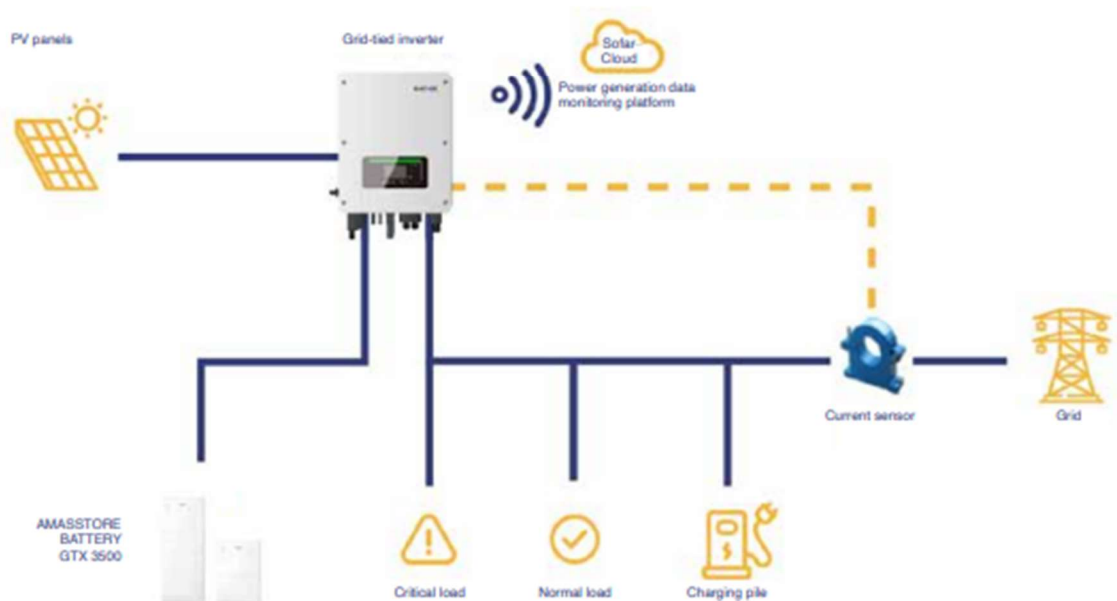 PV panels
Grid-tied inverter
Sofar
Cloud
Power generation data
monitoring platform
Current sensor
Grid
AMASSTORE
BATTERY
GTX 3500
Critical load
Normal load
Charging pile